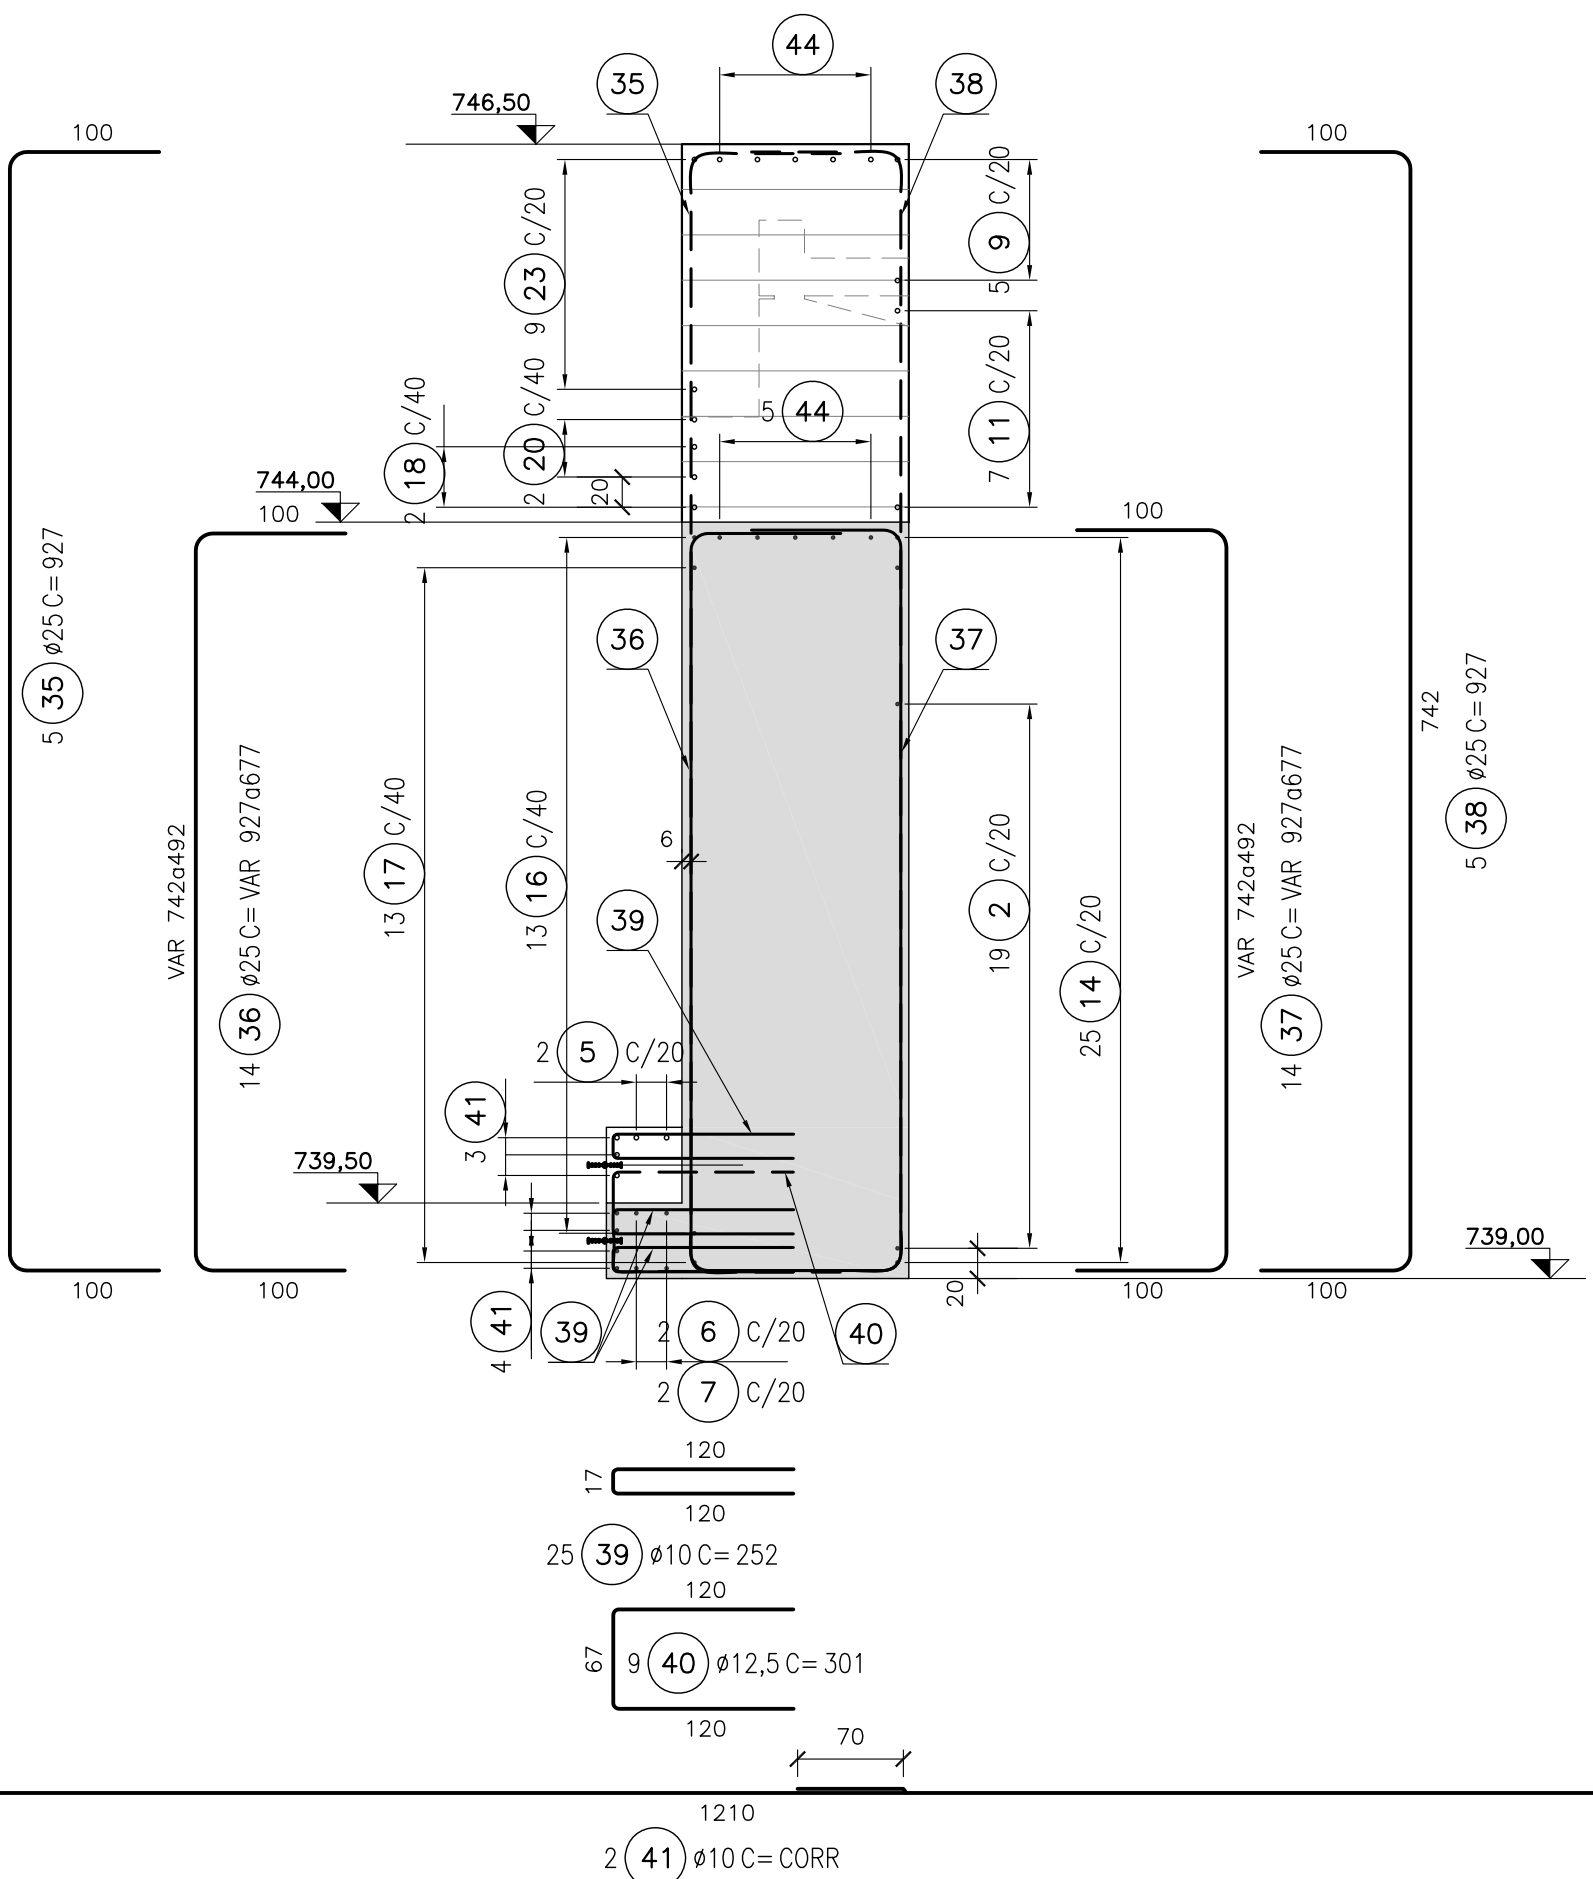 44
35
38
746,50
100
100
9 23 C/20
5 9 C/20
2 18 C/40
2 20 C/40
20
5 44
7 11 C/20
744,00
100
100
5 35 ø25 C= 927
36
37
742
5 38 ø25 C= 927
VAR 742a492
14 36 ø25 C= VAR 927a677
13 17 C/40
13 16 C/40
6
39
19 2 C/20
25 14 C/20
VAR 742a492
14 37 ø25 C= VAR 927a677
2 5 C/20
3 41
739,50
739,00
100
100
20
100
100
4 41
39
2 6 C/20
40
2 7 C/20
120
17
120
25 39 ø10 C= 252
120
67
9 40 ø12,5 C= 301
120
70
1210
2 41 ø10 C= CORR